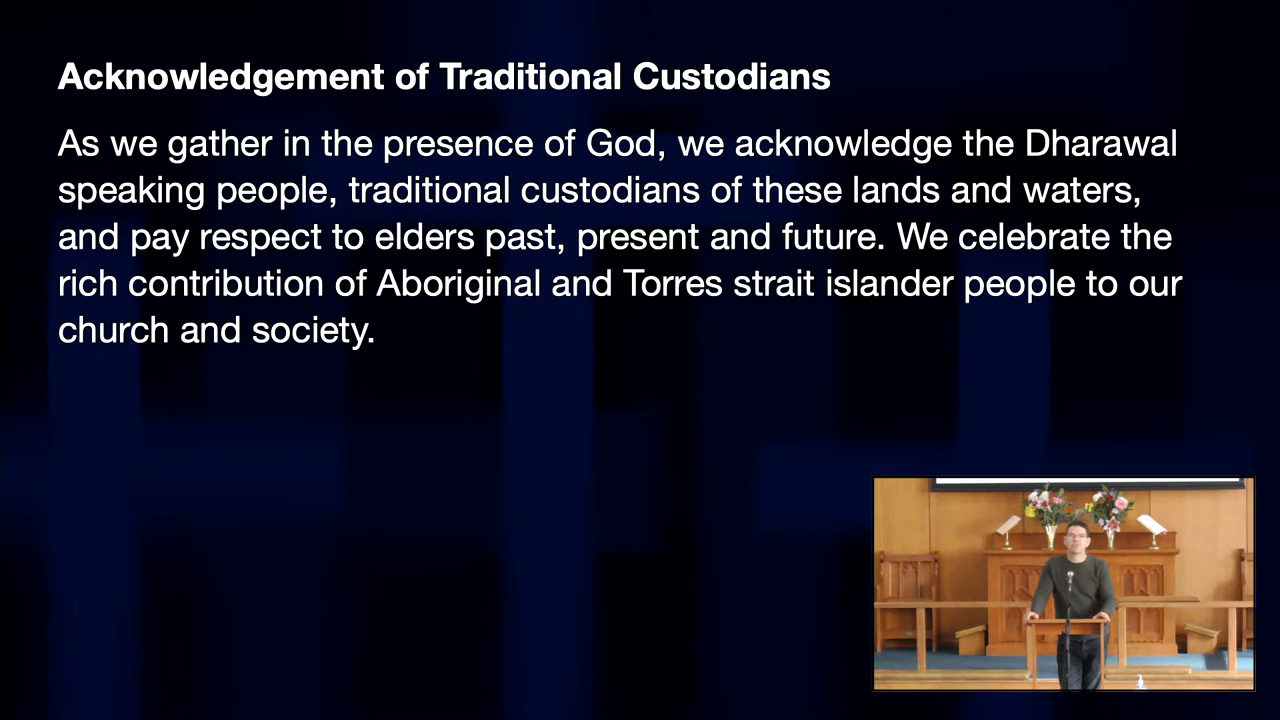 Acknowledgement of Traditional Custodians
As we gather in the presence of God, we acknowledge the Dharawal
speaking people, traditional custodians of these lands and waters,
and pay respect to elders past, present and future. We celebrate the
rich contribution of Aboriginal and Torres strait islander people to our
church and society.